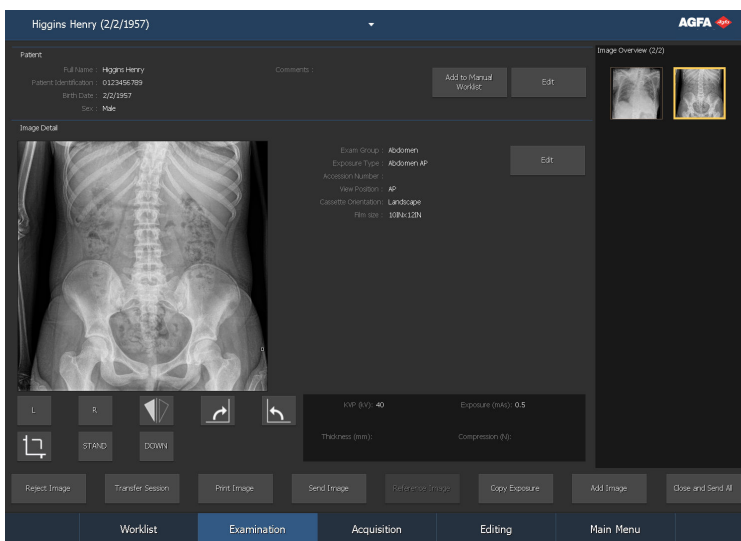 Higgins Henry (2/2/1957)
AGFA
Patient
Full Name : Higgins Henry
Patient Identification : 0123456789
Birth Date : 2/2/1957
Sex : Male
Comments :
Add to Manual
Worklist
Edit
Image Overview (2/2)
Image Detail
Exam Group : Abdomen
Exposure Type : Abdomen AP
Accession Number :
View Position : AP
Cassette Orientation: Landscape
Film size : 10INx12IN
Edit
L
R
STAND
DOWN
KVP (kV): 40
Exposure (mAs): 0.5
Thickness (mm):
Compression (N):
Reject Image
Transfer Session
Print Image
Send Image
Reference Image
Copy Exposure
Add Image
Close and Send All
Worklist
Examination
Acquisition
Editing
Main Menu